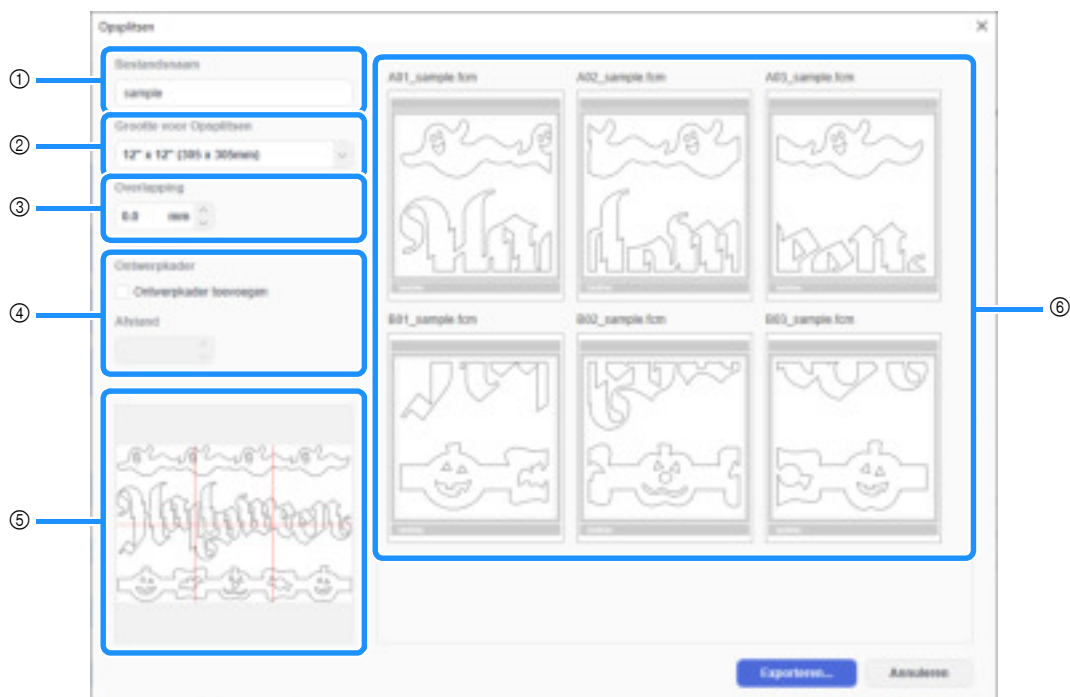 Opsplitsen
①
Bestandsnaam
sample
②
Grootte voor Opsplitsen
12" x 12" (305 x 305mm)
③
Overlapping
0.0 mm
④
Ontwerpkader
Ontwerpkader toevoegen
Afstand
⑤
A01_sample.fcm
A02_sample.fcm
A03_sample.fcm
B01_sample.fcm
B02_sample.fcm
B03_sample.fcm
⑥
Halloween
Exporteren...
Annuleren